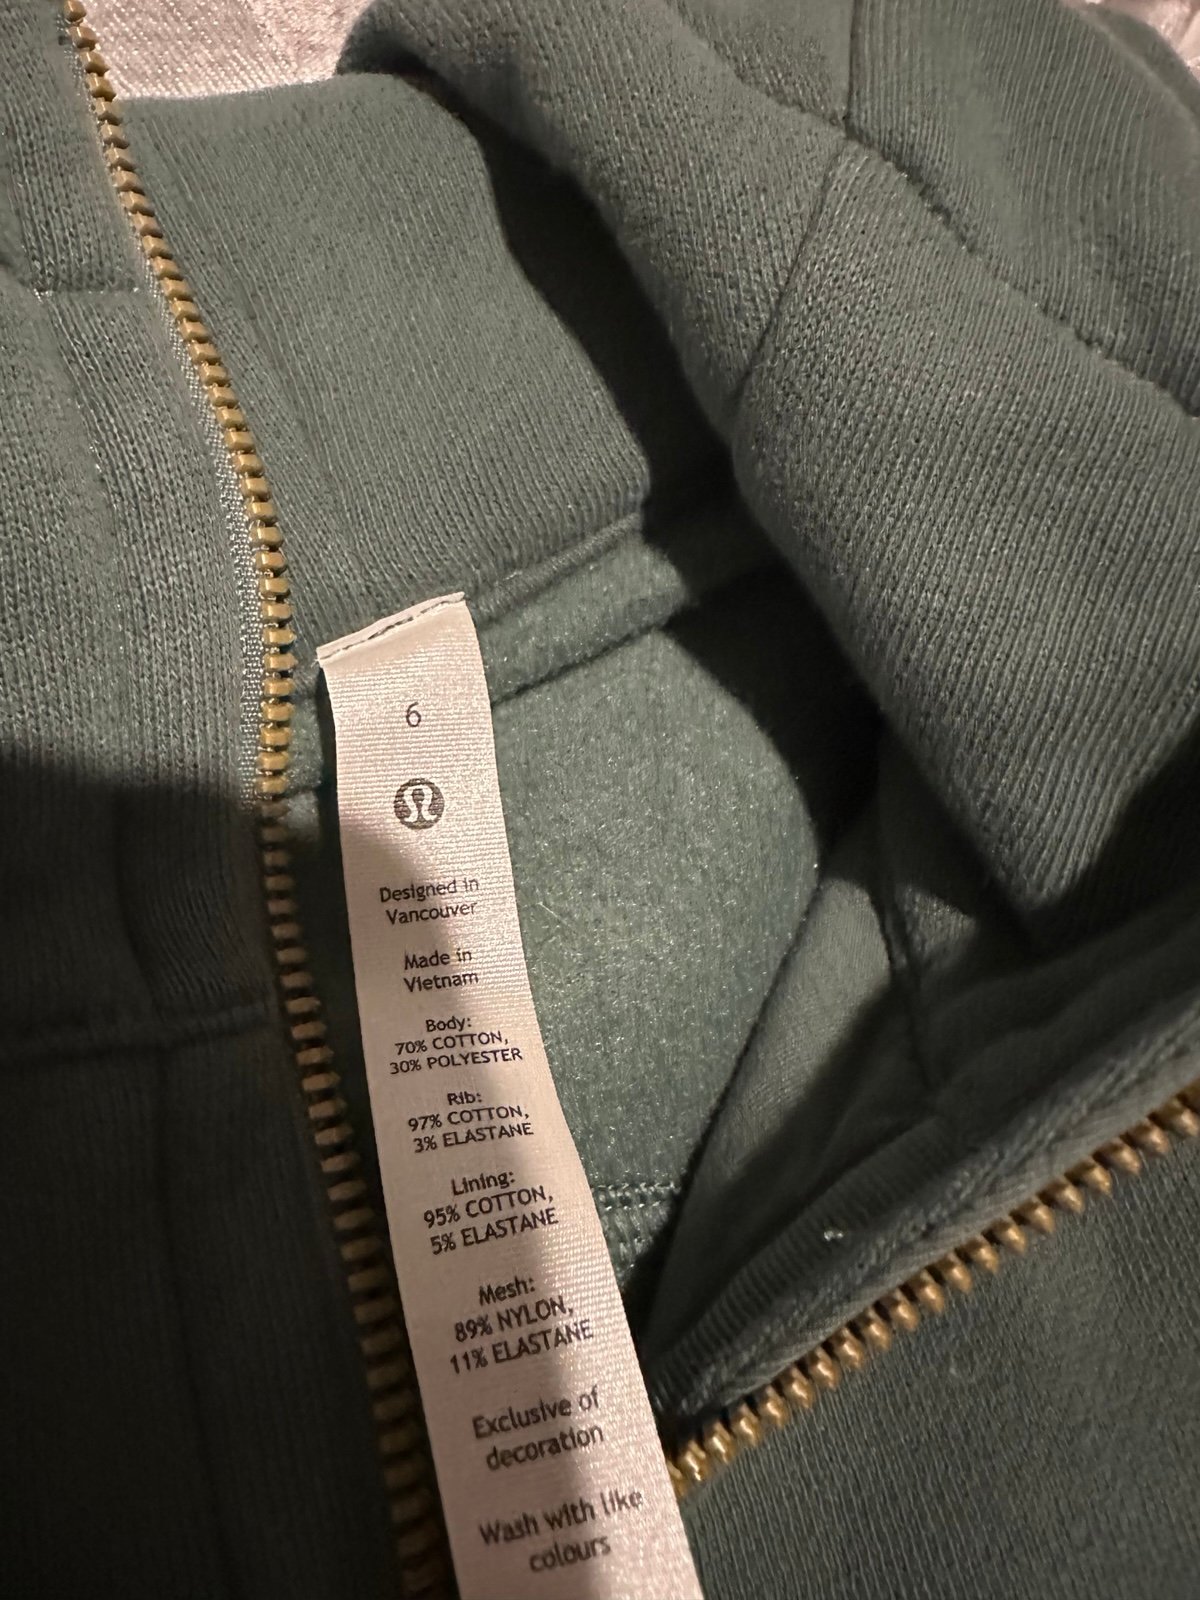 6
Designed in
Vancouver
Made in
Vietnam
Body:
70% COTTON,
30% POLYESTER
Rib:
97% COTTON,
3% ELASTANE
Lining:
95% COTTON,
5% ELASTANE
Mesh:
89% NYLON,
11% ELASTANE
Exclusive of
decoration
Wash with like
colours